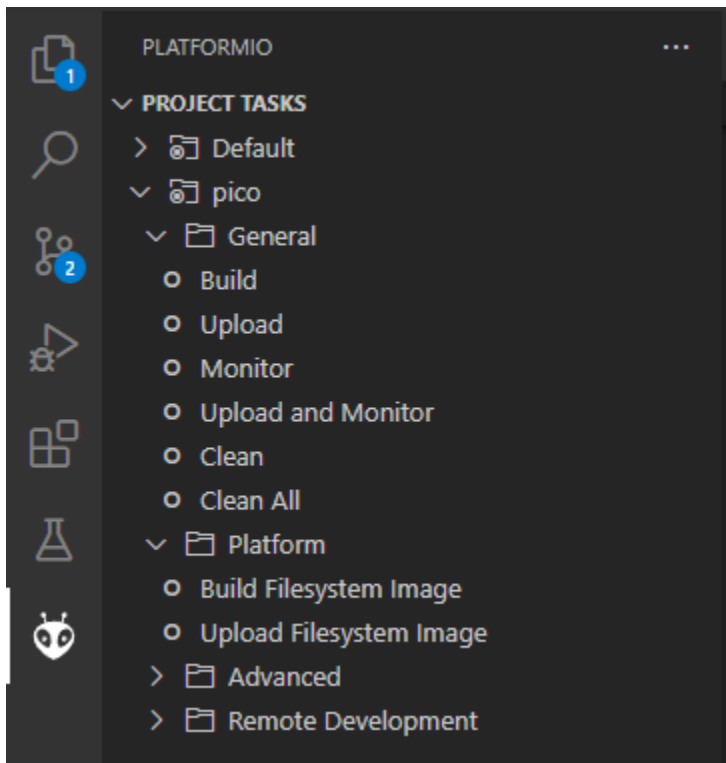 PLATFORMIO
PROJECT TASKS
Default
pico
General
Build
Upload
Monitor
Upload and Monitor
Clean
Clean All
Platform
Build Filesystem Image
Upload Filesystem Image
Advanced
Remote Development
1
2